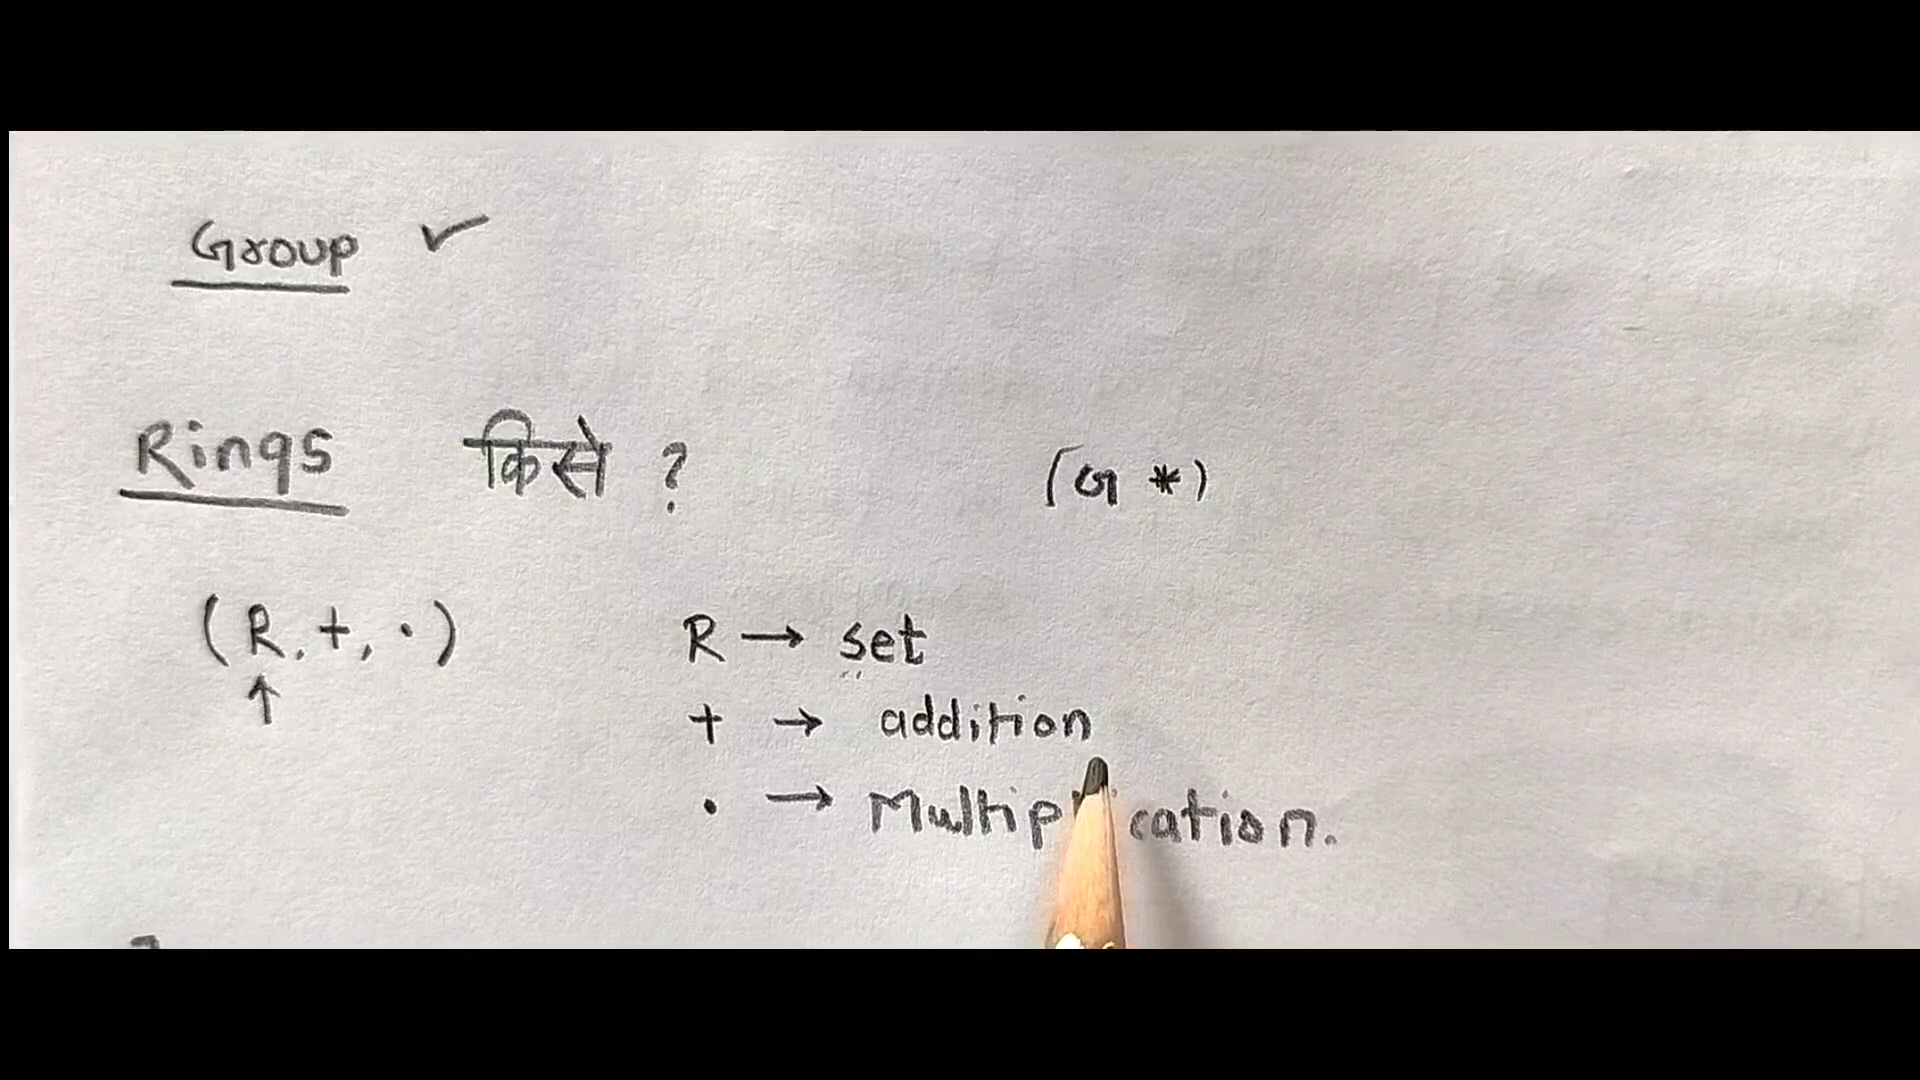 Group ✓
Rings किसे ?
(G *)
(R, +, ·)
↑
R → set
+ → addition
· → Multiplication.